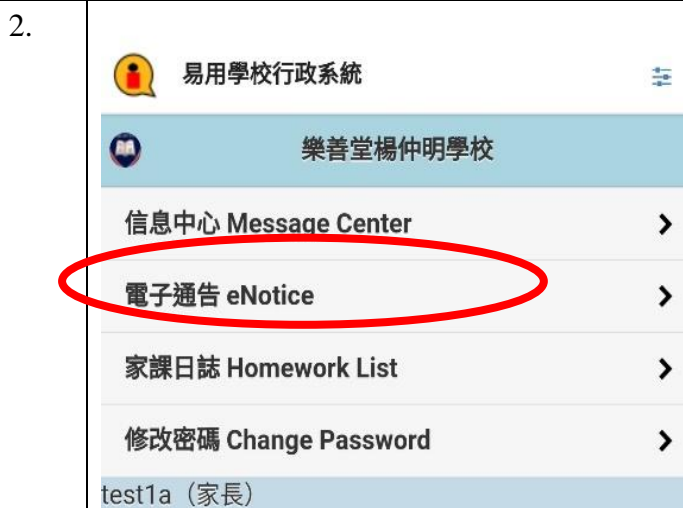 2.
易用學校行政系統
樂善堂楊仲明學校
信息中心 Message Center
電子通告 eNotice
家課日誌 Homework List
修改密碼 Change Password
test1a（家長）